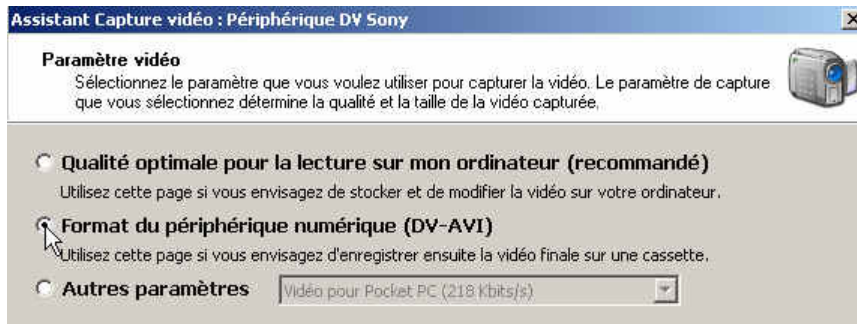 Assistant Capture vidéo : Périphérique DV Sony
Paramètre vidéo
Sélectionnez le paramètre que vous voulez utiliser pour capturer la vidéo. Le paramètre de capture
que vous sélectionnez détermine la qualité et la taille de la vidéo capturée.
Qualité optimale pour la lecture sur mon ordinateur (recommandé)
Utilisez cette page si vous envisagez de stocker et de modifier la vidéo sur votre ordinateur.
Format du périphérique numérique (DV-AVI)
Utilisez cette page si vous envisagez d'enregistrer ensuite la vidéo finale sur une cassette.
Autres paramètres Vidéo pour Pocket PC (218 Kbits/s)